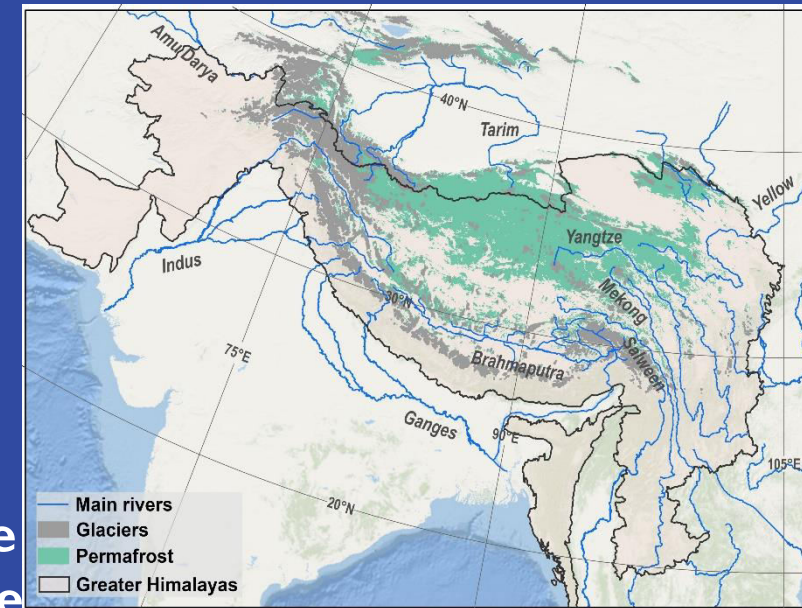 Amu Darya
40°N
Tarim
Yellow
Yangtze
Indus
Mekong
30°N
Salween
75°E
Brahmaputra
Ganges
90°E
105°E
20°N
Main rivers
Glaciers
Permafrost
Greater Himalayas
e
e